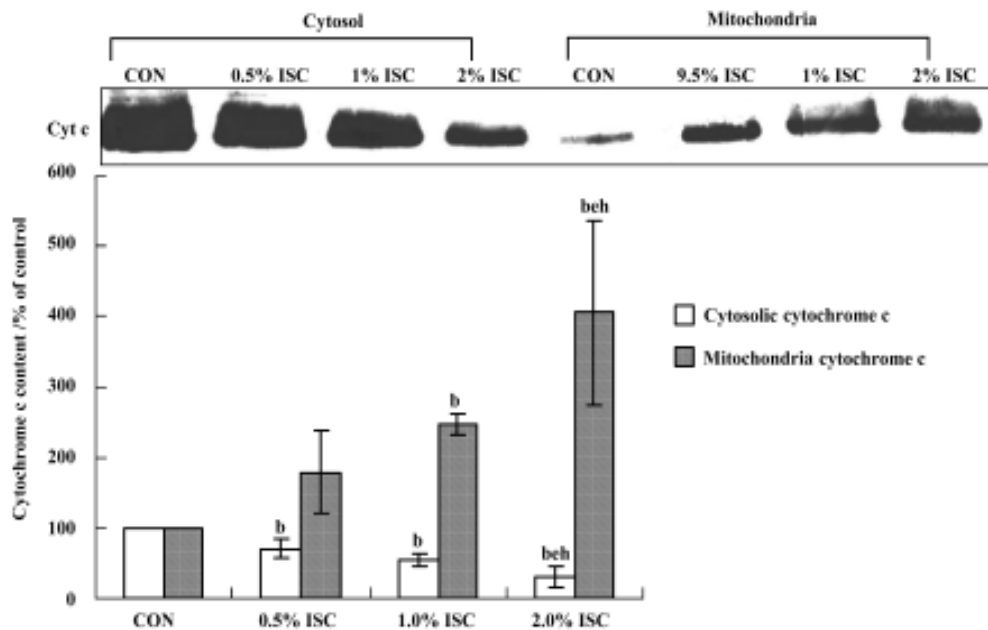 Cytosol Mitochondria
CON 0.5% ISC 1% ISC 2% ISC CON 9.5% ISC 1% ISC 2% ISC
Cyt c
Cytochrome c content /% of control
600
500
400
300
200
100
0
b
b
b
beh
beh
Cytosolic cytochrome c
Mitochondria cytochrome c
CON 0.5% ISC 1.0% ISC 2.0% ISC